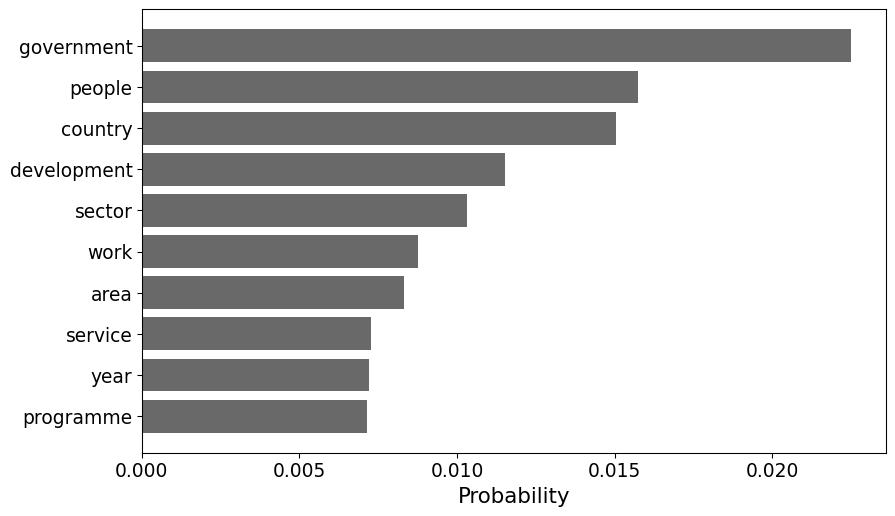 government
people
country
development
sector
work
area
service
year
programme
0.000 0.005 0.010 0.015 0.020
Probability